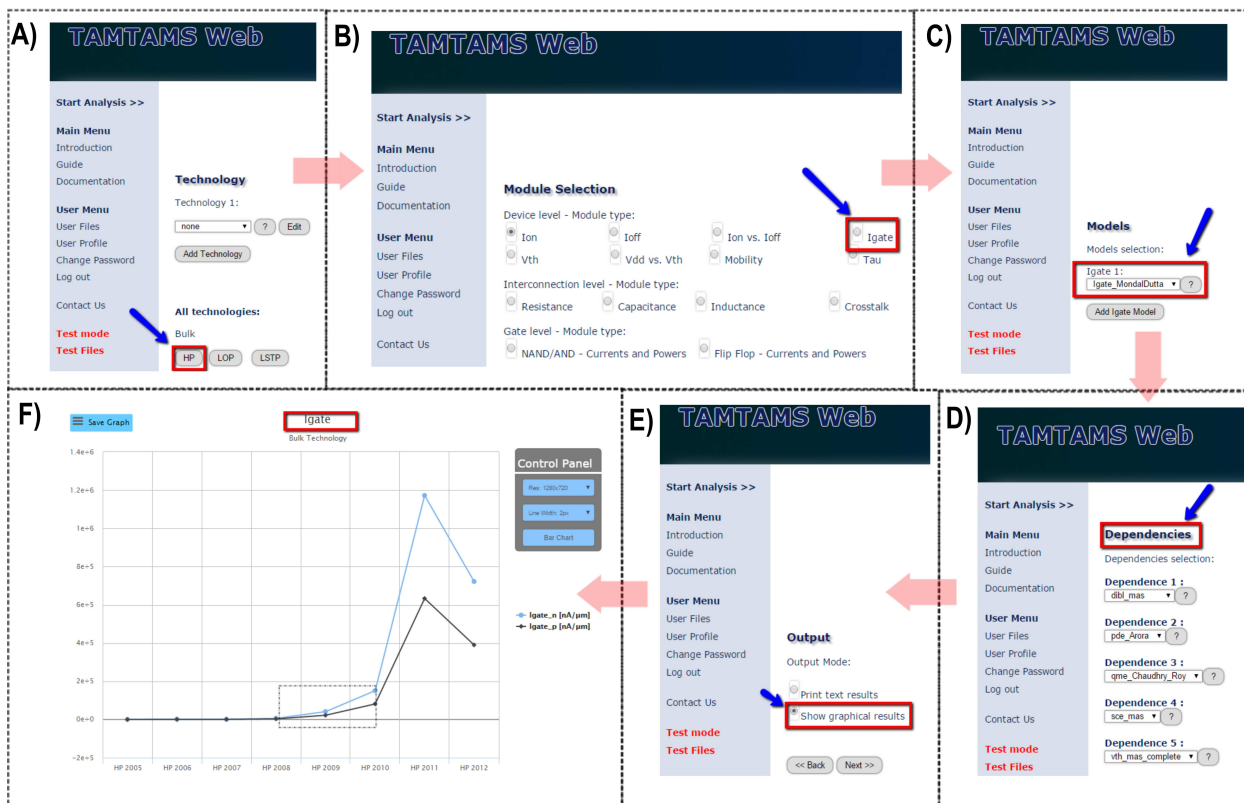 A)
TAMTAMS Web
Start Analysis >>
Main Menu
Introduction
Guide
Documentation
User Menu
User Files
User Profile
Change Password
Log out
Contact Us
Test mode
Test Files
Technology
Technology 1:
none ? Edit
Add Technology
All technologies:
Bulk
HP LOP LSTP
B)
TAMTAMS Web
Start Analysis >>
Main Menu
Introduction
Guide
Documentation
User Menu
User Files
User Profile
Change Password
Log out
Contact Us
Module Selection
Device level - Module type:
Ion Ioff Ion vs. Ioff Igate
Vth Vdd vs. Vth Mobility Tau
Interconnection level - Module type:
Resistance Capacitance Inductance Crosstalk
Gate level - Module type:
NAND/AND - Currents and Powers Flip Flop - Currents and Powers
C)
TAMTAMS Web
Start Analysis >>
Main Menu
Introduction
Guide
Documentation
User Menu
User Files
User Profile
Change Password
Log out
Contact Us
Test mode
Test Files
Models
Models selection:
Igate 1:
Igate_MondalDutta ?
Add Igate Model
D)
TAMTAMS Web
Start Analysis >>
Main Menu
Introduction
Guide
Documentation
User Menu
User Files
User Profile
Change Password
Log out
Contact Us
Test mode
Test Files
Dependencies
Dependencies selection:
Dependence 1 :
dibl_mas ?
Dependence 2 :
pde_Arora ?
Dependence 3 :
qme_Chaudhry_Roy ?
Dependence 4 :
sce_mas ?
Dependence 5 :
vth_mas_complete ?
E)
TAMTAMS Web
Start Analysis >>
Main Menu
Introduction
Guide
Documentation
User Menu
User Files
User Profile
Change Password
Log out
Contact Us
Test mode
Test Files
Output
Output Mode:
Print text results
Show graphical results
<< Back Next >>
F)
Save Graph
Igate
Bulk Technology
1.4e+6
1.2e+6
1e+6
8e+5
6e+5
4e+5
2e+5
0e+0
-2e+5
HP 2005 HP 2006 HP 2007 HP 2008 HP 2009 HP 2010 HP 2011 HP 2012
Control Panel
Res: 1280x720
Line Width: 2px
Bar Chart
Igate_n [nA/μm]
Igate_p [nA/μm]